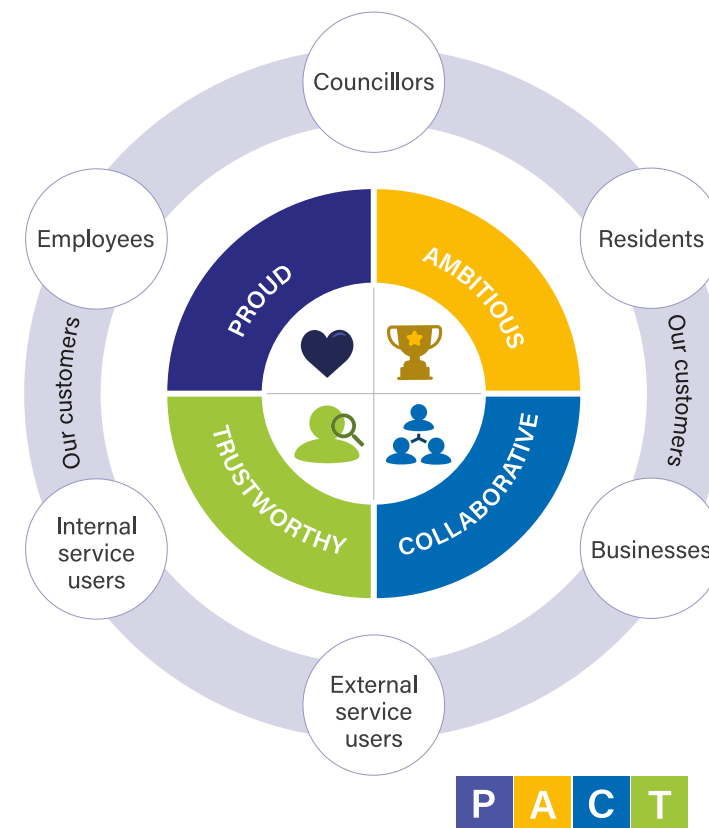 Councillors
Employees
Residents
PROUD
AMBITIOUS
Our customers
Our customers
TRUSTWORTHY
COLLABORATIVE
Internal
service
users
Businesses
External
service
users
P A C T